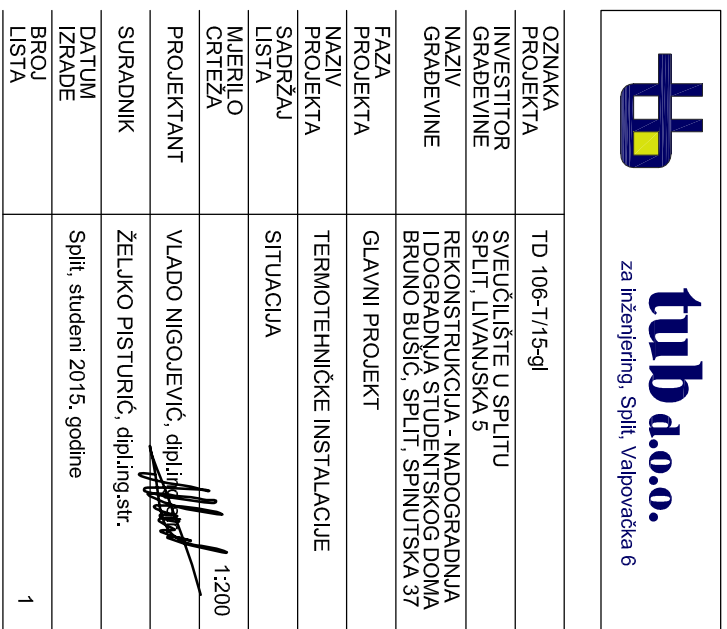 tub d.o.o.
za inženjering, Split, Valpovačka 6
OZNAKA
PROJEKTA
TD 106-T/15-gl
INVESTITOR
GRAĐEVINE
SVEUČILIŠTE U SPLITU
SPLIT, LIVANJSKA 5
NAZIV
GRAĐEVINE
REKONSTRUKCIJA - NADOGRADNJA
I DOGRADNJA STUDENTSKOG DOMA
BRUNO BUŠIĆ, SPLIT, SPINUTSKA 37
FAZA
PROJEKTA
GLAVNI PROJEKT
NAZIV
PROJEKTA
TERMOTEHNIČKE INSTALACIJE
SADRŽAJ
LISTA
SITUACIJA
MJERILO
CRTEŽA
1:200
PROJEKTANT
VLADO NIGOJEVIĆ,
SURADNIK
ŽELJKO PISTURIĆ, dipl.ing.str.
DATUM
IZRADE
Split, studeni 2015. godine
BROJ
LISTA
1